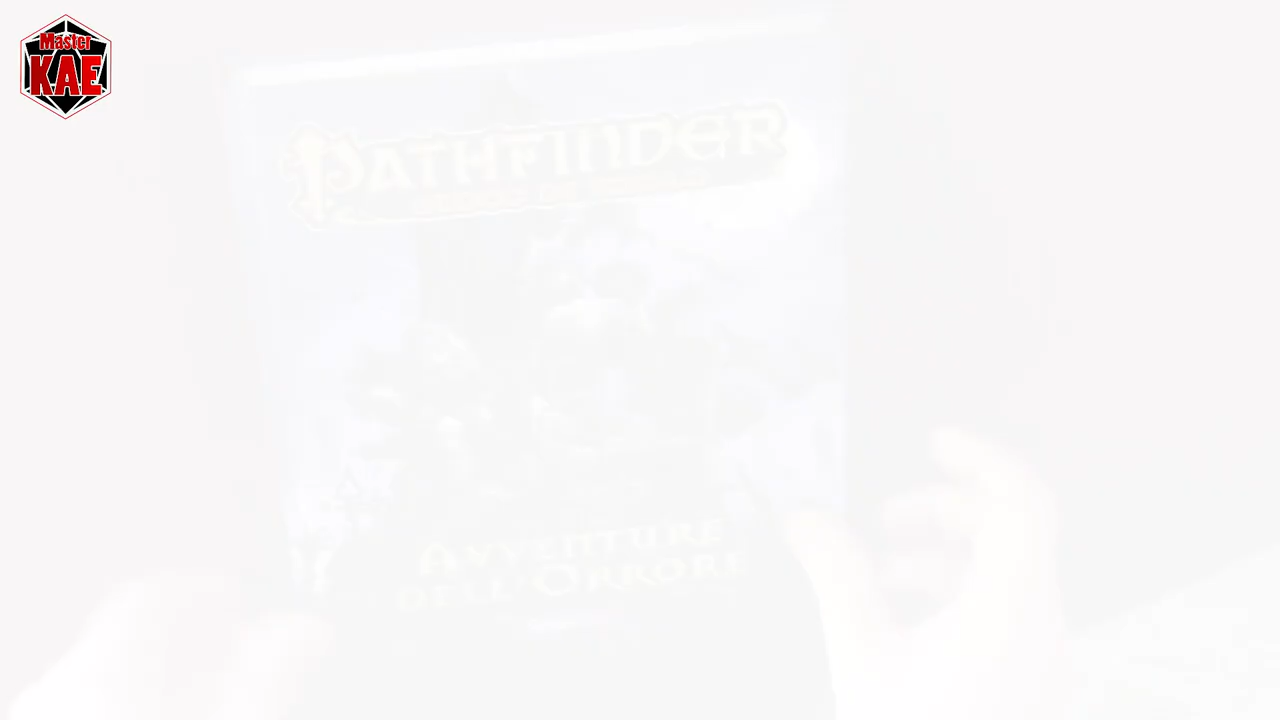 Master
KAE
PATHFINDER
AVVENTURE
DELL'ORRORE